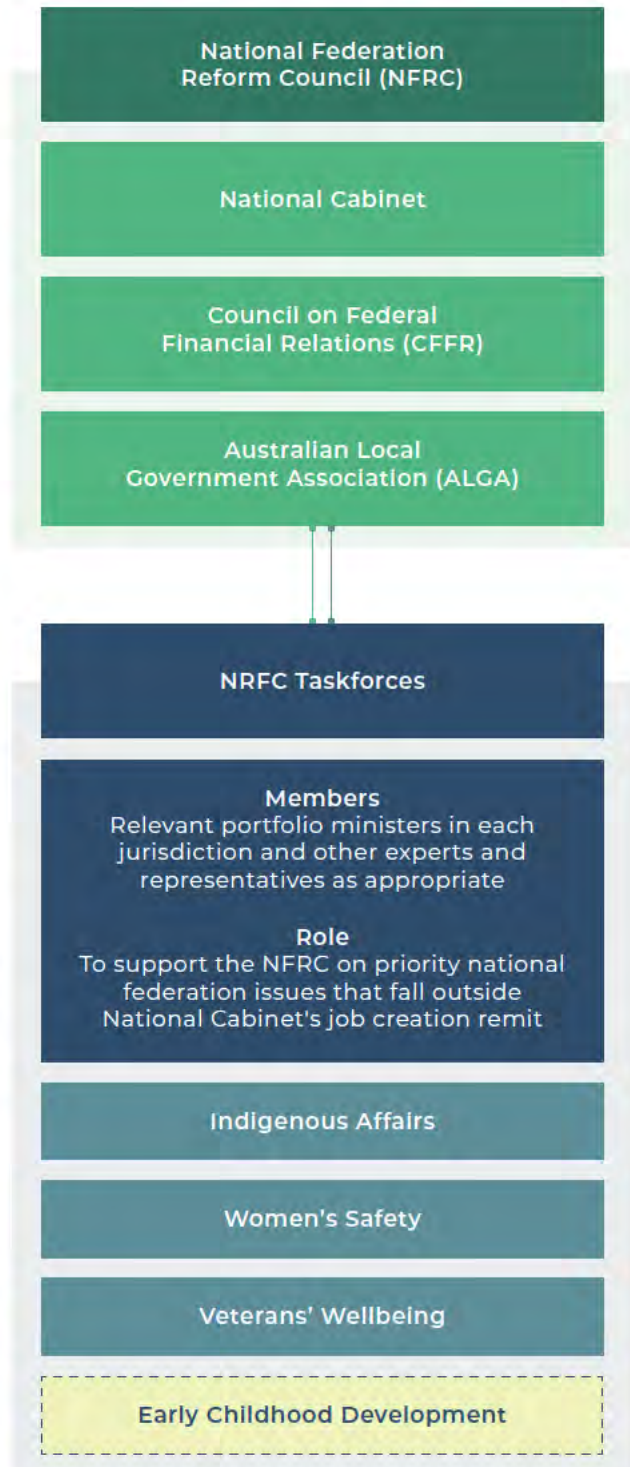 National Federation
Reform Council (NFRC)
National Cabinet
Council on Federal
Financial Relations (CFFR)
Australian Local
Government Association (ALGA)
NRFC Taskforces
Members
Relevant portfolio ministers in each
jurisdiction and other experts and
representatives as appropriate
Role
To support the NFRC on priority national
federation issues that fall outside
National Cabinet's job creation remit
Indigenous Affairs
Women's Safety
Veterans' Wellbeing
Early Childhood Development